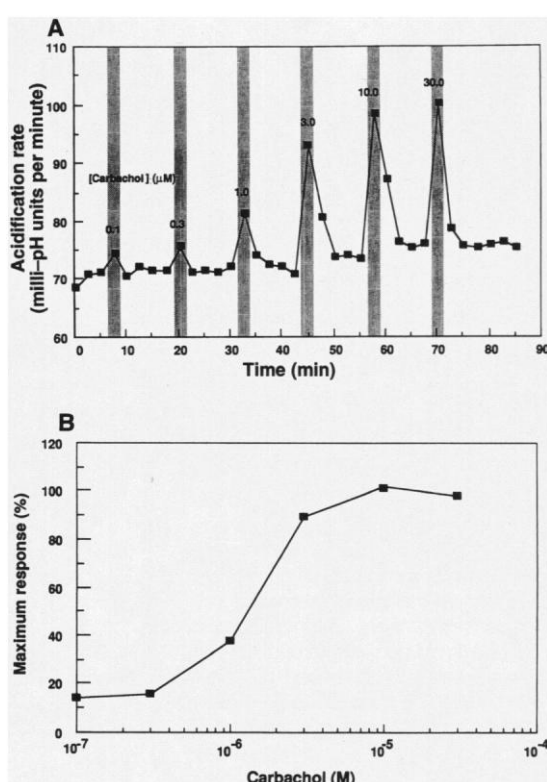 A
Acidification rate
(milli–pH units per minute)
110
100
90
80
70
60
[Carbachol] (μM)
0.1
0.3
1.0
3.0
10.0
30.0
0 10 20 30 40 50 60 70 80 90
Time (min)
B
Maximum response (%)
120
100
80
60
40
20
0
10⁻⁷ 10⁻⁶ 10⁻⁵ 10⁻⁴
Carbachol (M)